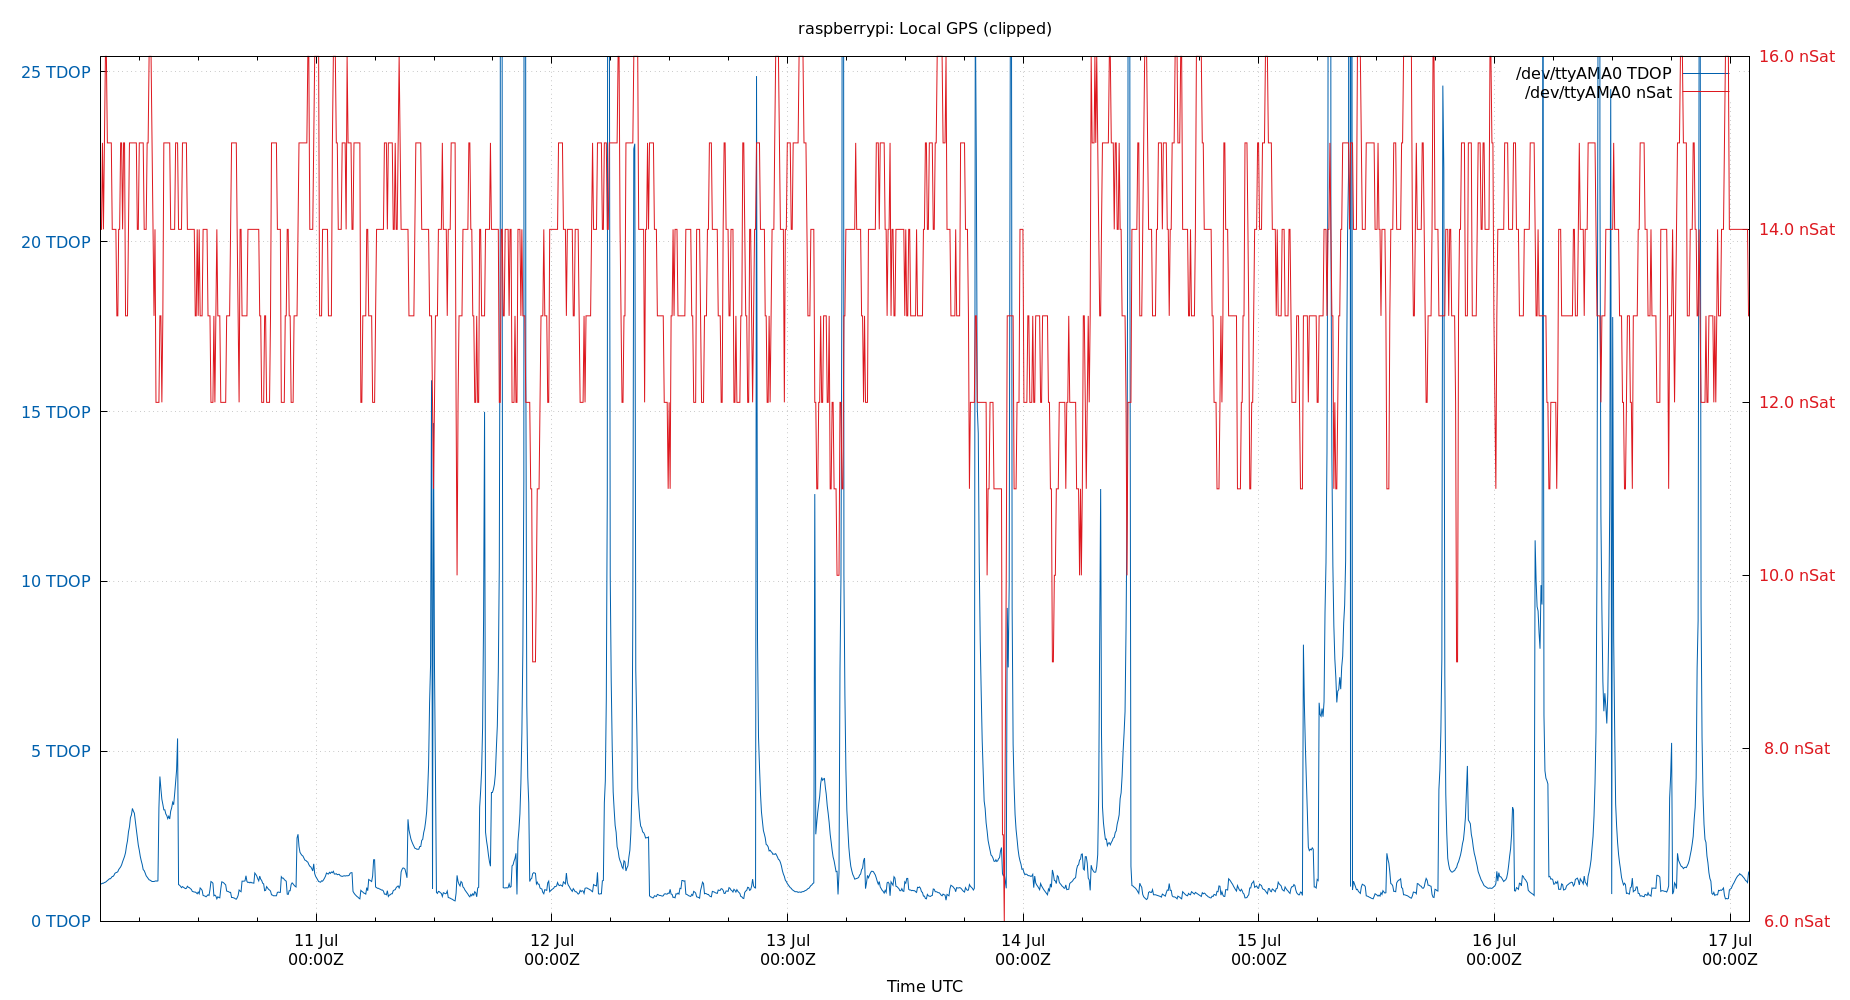 raspberrypi: Local GPS (clipped)
25 TDOP
20 TDOP
15 TDOP
10 TDOP
5 TDOP
0 TDOP
16.0 nSat
14.0 nSat
12.0 nSat
10.0 nSat
8.0 nSat
6.0 nSat
/dev/ttyAMA0 TDOP
/dev/ttyAMA0 nSat
11 Jul
00:00Z
12 Jul
00:00Z
13 Jul
00:00Z
14 Jul
00:00Z
15 Jul
00:00Z
16 Jul
00:00Z
17 Jul
00:00Z
Time UTC